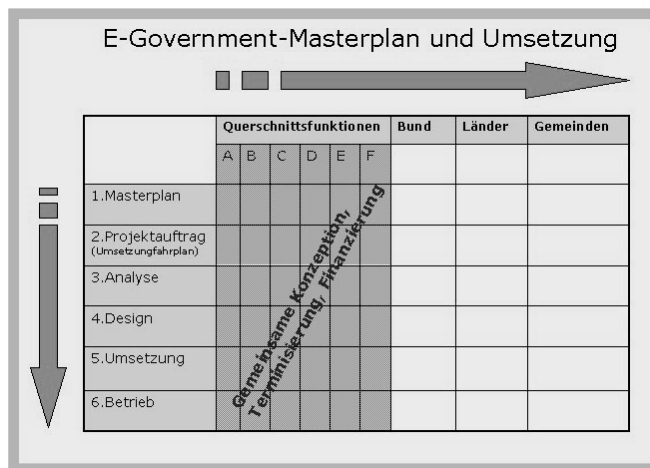 E-Government-Masterplan und Umsetzung
Querschnittsfunktionen Bund Länder Gemeinden
A B C D E F
1.Masterplan
2.Projektauftrag
(Umsetzungfahrplan)
3.Analyse
4.Design
5.Umsetzung
6.Betrieb
Gemeinsame Konzeption,
Terminisierung, Finanzierung